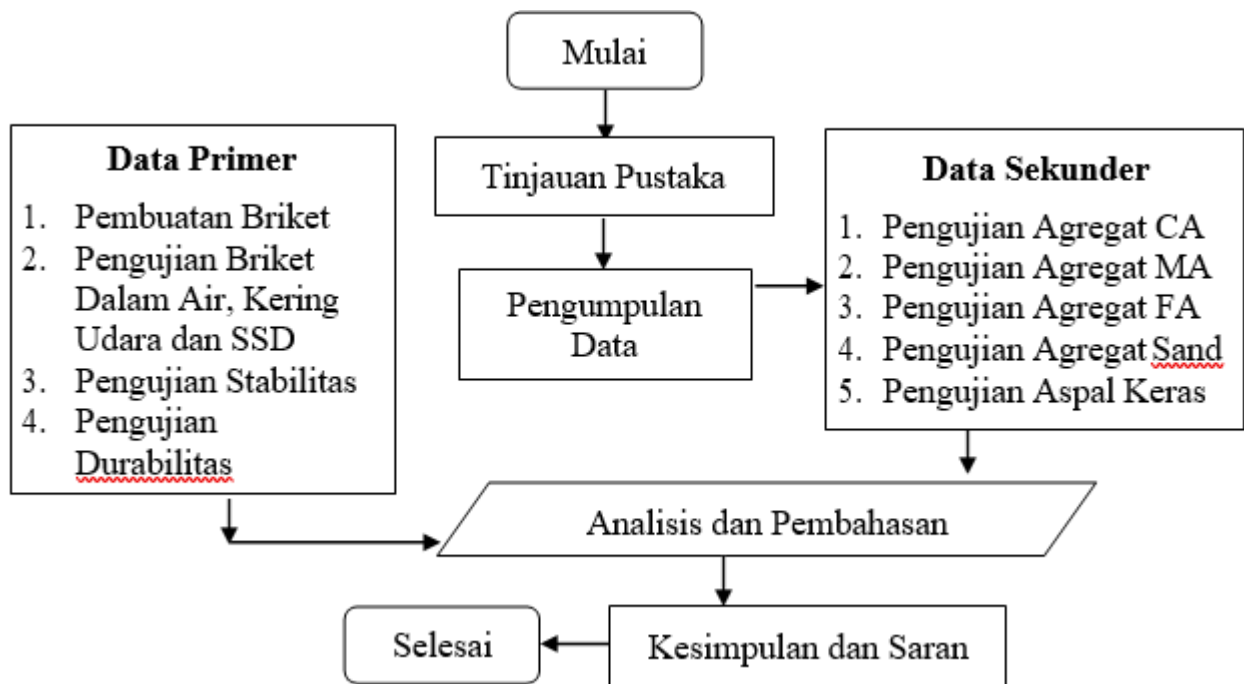 Mulai
Tinjauan Pustaka
Pengumpulan
Data
Data Primer
1. Pembuatan Briket
2. Pengujian Briket
Dalam Air, Kering
Udara dan SSD
3. Pengujian Stabilitas
4. Pengujian
Durabilitas
Data Sekunder
1. Pengujian Agregat CA
2. Pengujian Agregat MA
3. Pengujian Agregat FA
4. Pengujian Agregat Sand
5. Pengujian Aspal Keras
Analisis dan Pembahasan
Kesimpulan dan Saran
Selesai